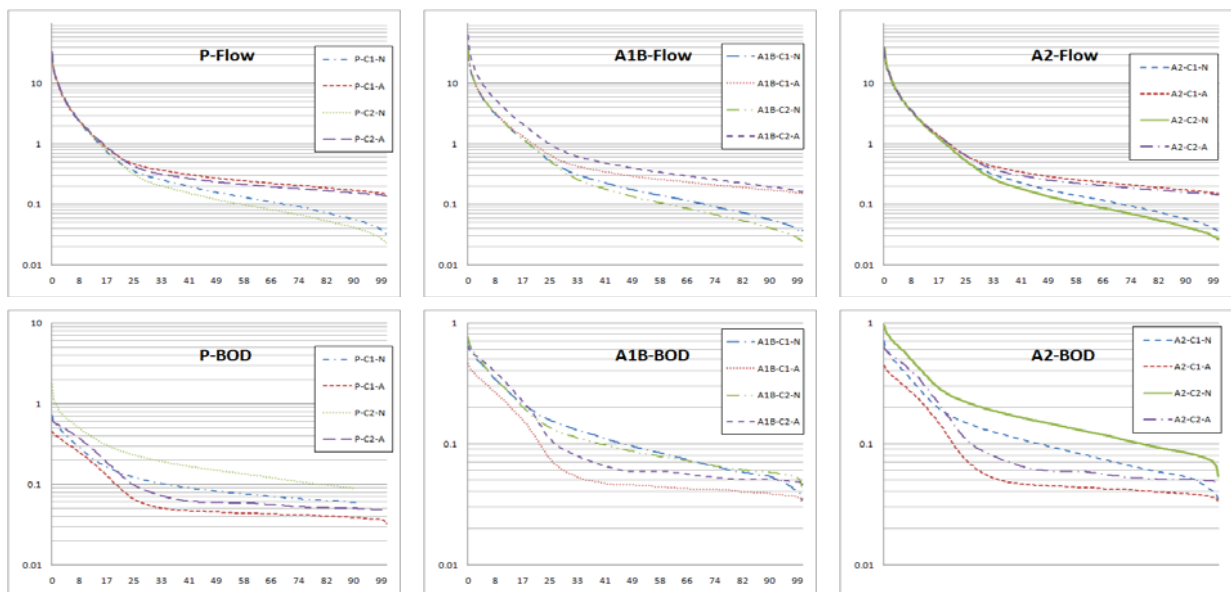 P-Flow
10
1
0.1
0.01
0 8 17 25 33 41 49 58 66 74 82 90 99
P-C1-N
P-C1-A
P-C2-N
P-C2-A
A1B-Flow
10
1
0.1
0.01
0 8 17 25 33 41 49 58 66 74 82 90 99
A1B-C1-N
A1B-C1-A
A1B-C2-N
A1B-C2-A
A2-Flow
10
1
0.1
0.01
0 8 17 25 33 41 49 58 66 74 82 90 99
A2-C1-N
A2-C1-A
A2-C2-N
A2-C2-A
P-BOD
10
1
0.1
0.01
0 8 17 25 33 41 49 58 66 74 82 90 99
P-C1-N
P-C1-A
P-C2-N
P-C2-A
A1B-BOD
1
0.1
0.01
0 8 17 25 33 41 49 58 66 74 82 90 99
A1B-C1-N
A1B-C1-A
A1B-C2-N
A1B-C2-A
A2-BOD
1
0.1
0.01
0 8 17 25 33 41 49 58 66 74 82 90 99
A2-C1-N
A2-C1-A
A2-C2-N
A2-C2-A